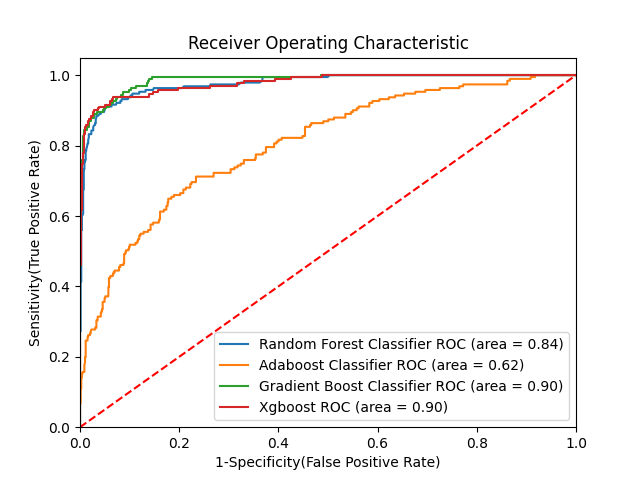 Receiver Operating Characteristic
Sensitivity(True Positive Rate)
1.0
0.8
0.6
0.4
0.2
0.0
Random Forest Classifier ROC (area = 0.84)
Adaboost Classifier ROC (area = 0.62)
Gradient Boost Classifier ROC (area = 0.90)
Xgboost ROC (area = 0.90)
0.0 0.2 0.4 0.6 0.8 1.0
1-Specificity(False Positive Rate)